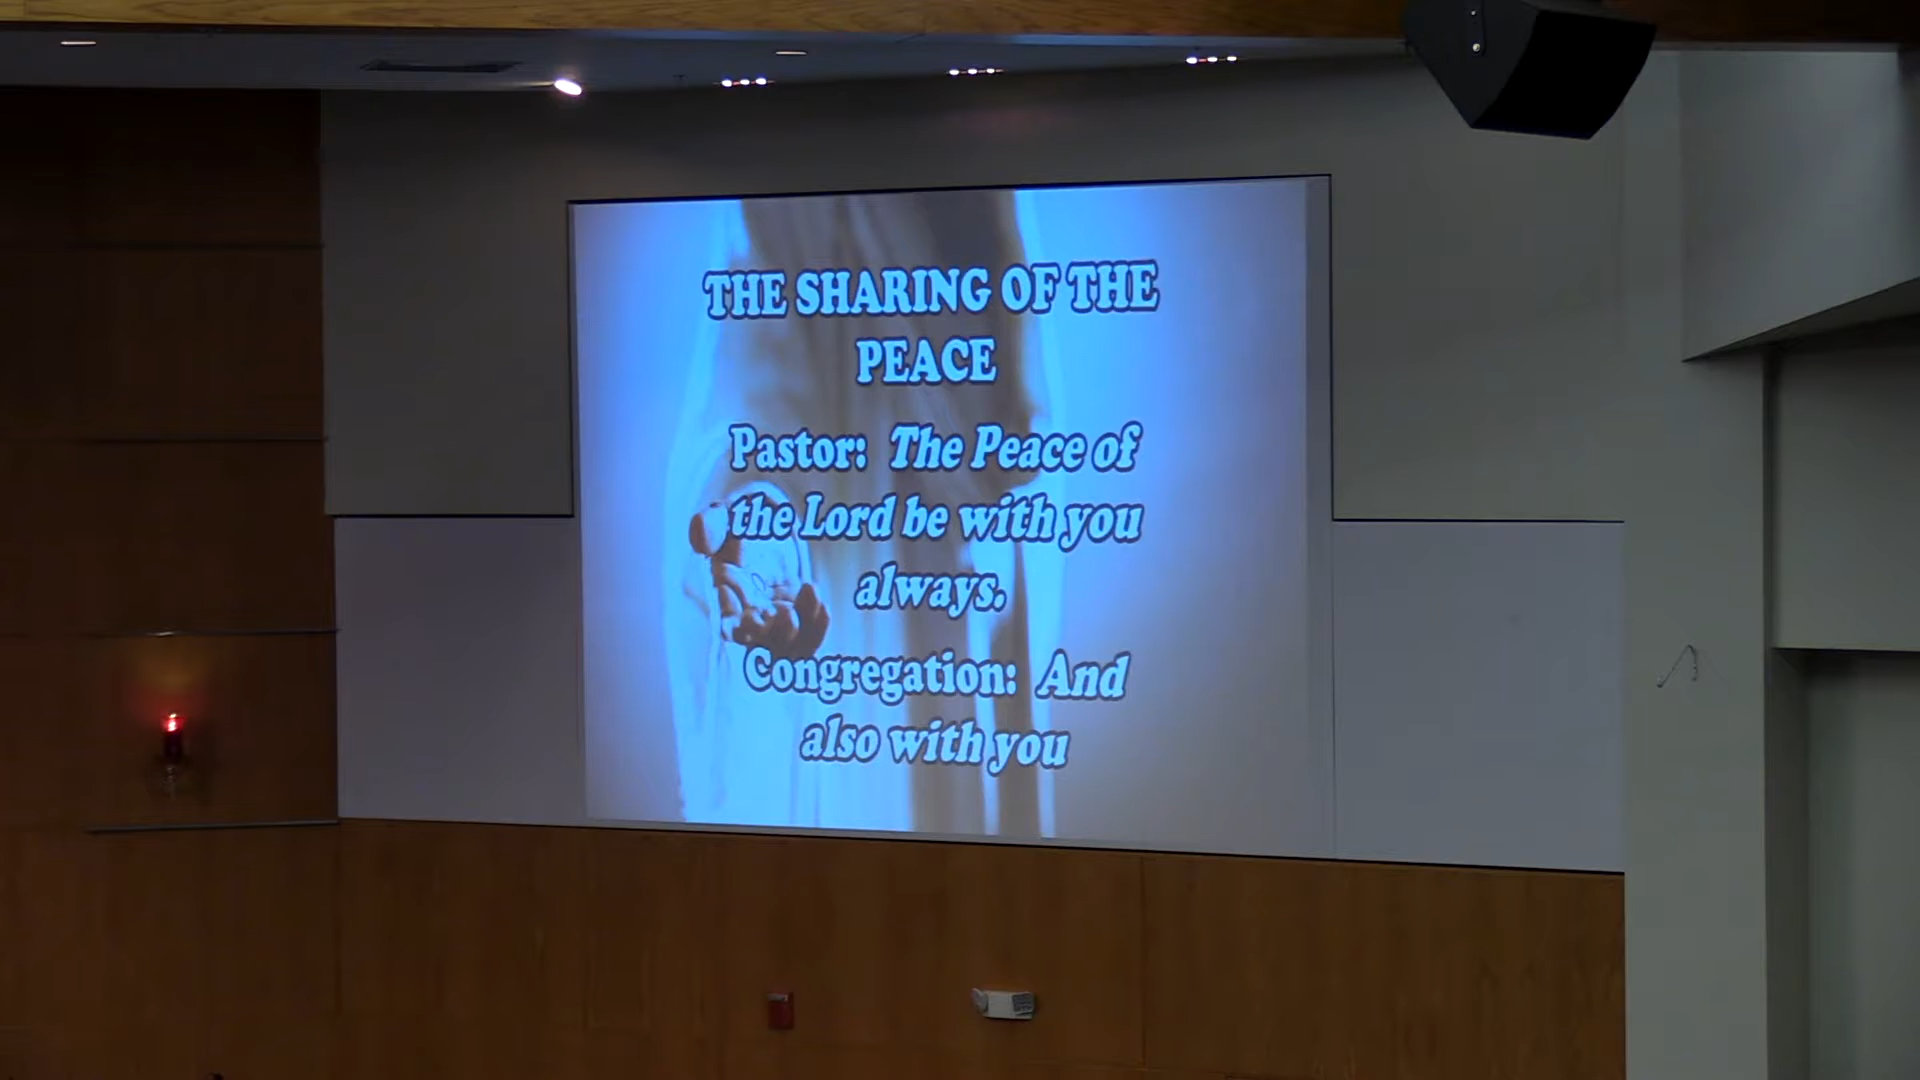 THE SHARING OF THE
PEACE
Pastor: The Peace of
the Lord be with you
always.
Congregation: And
also with you